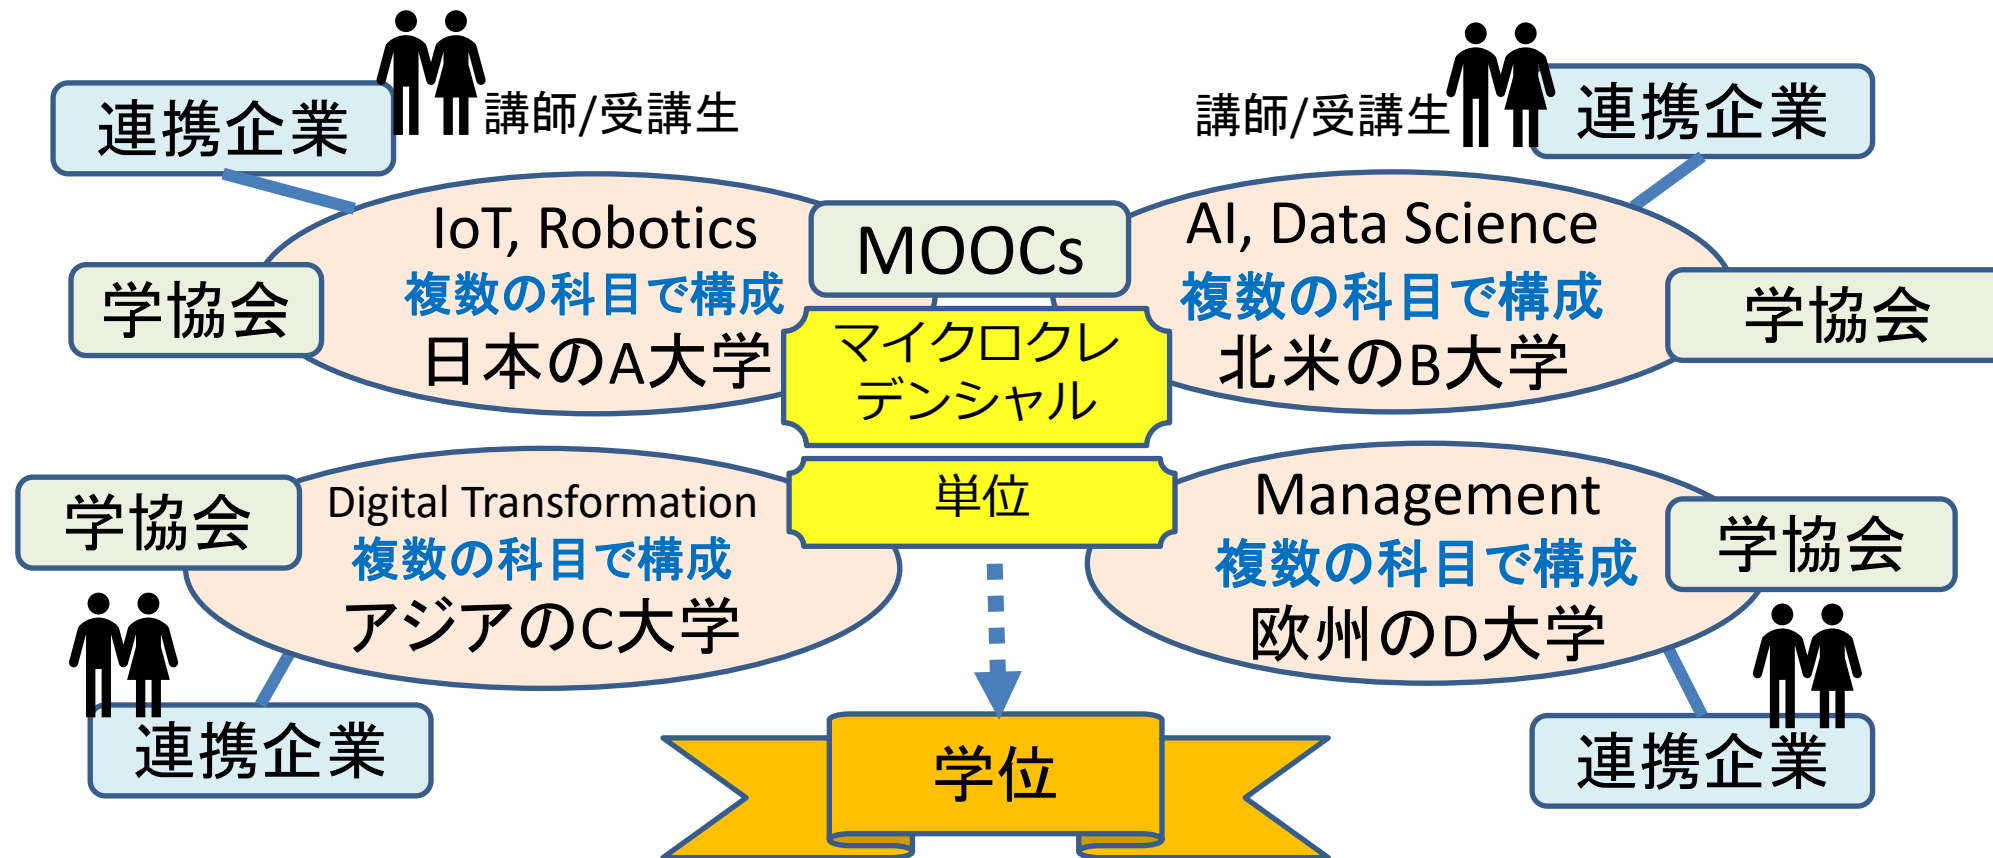 連携企業
講師/受講生
講師/受講生
連携企業
IoT, Robotics
複数の科目で構成
日本のA大学
学協会
MOOCs
AI, Data Science
複数の科目で構成
北米のB大学
学協会
マイクロクレ
デンシャル
単位
学協会
Digital Transformation
複数の科目で構成
アジアのC大学
連携企業
Management
複数の科目で構成
欧州のD大学
学協会
連携企業
学位